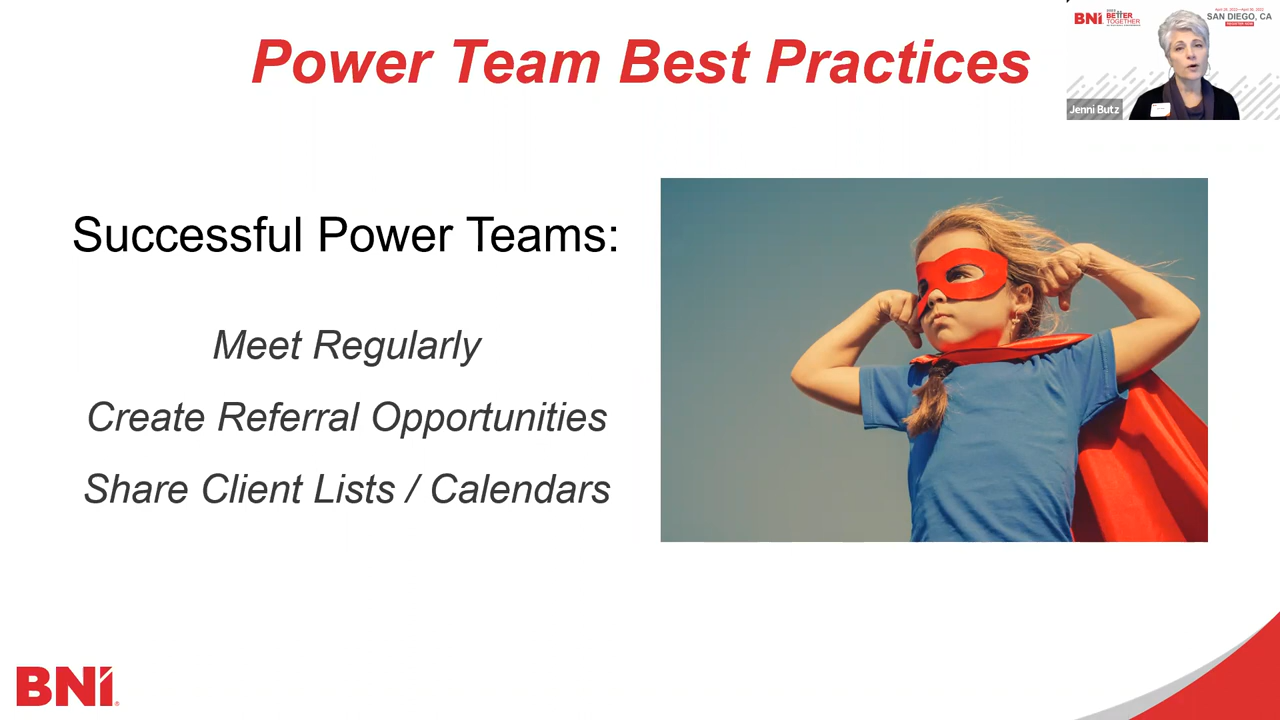 Power Team Best Practices
BNI
BETTER
TOGETHER
SAN DIEGO, CA
Jenni Butz
Successful Power Teams:
Meet Regularly
Create Referral Opportunities
Share Client Lists / Calendars
BNI